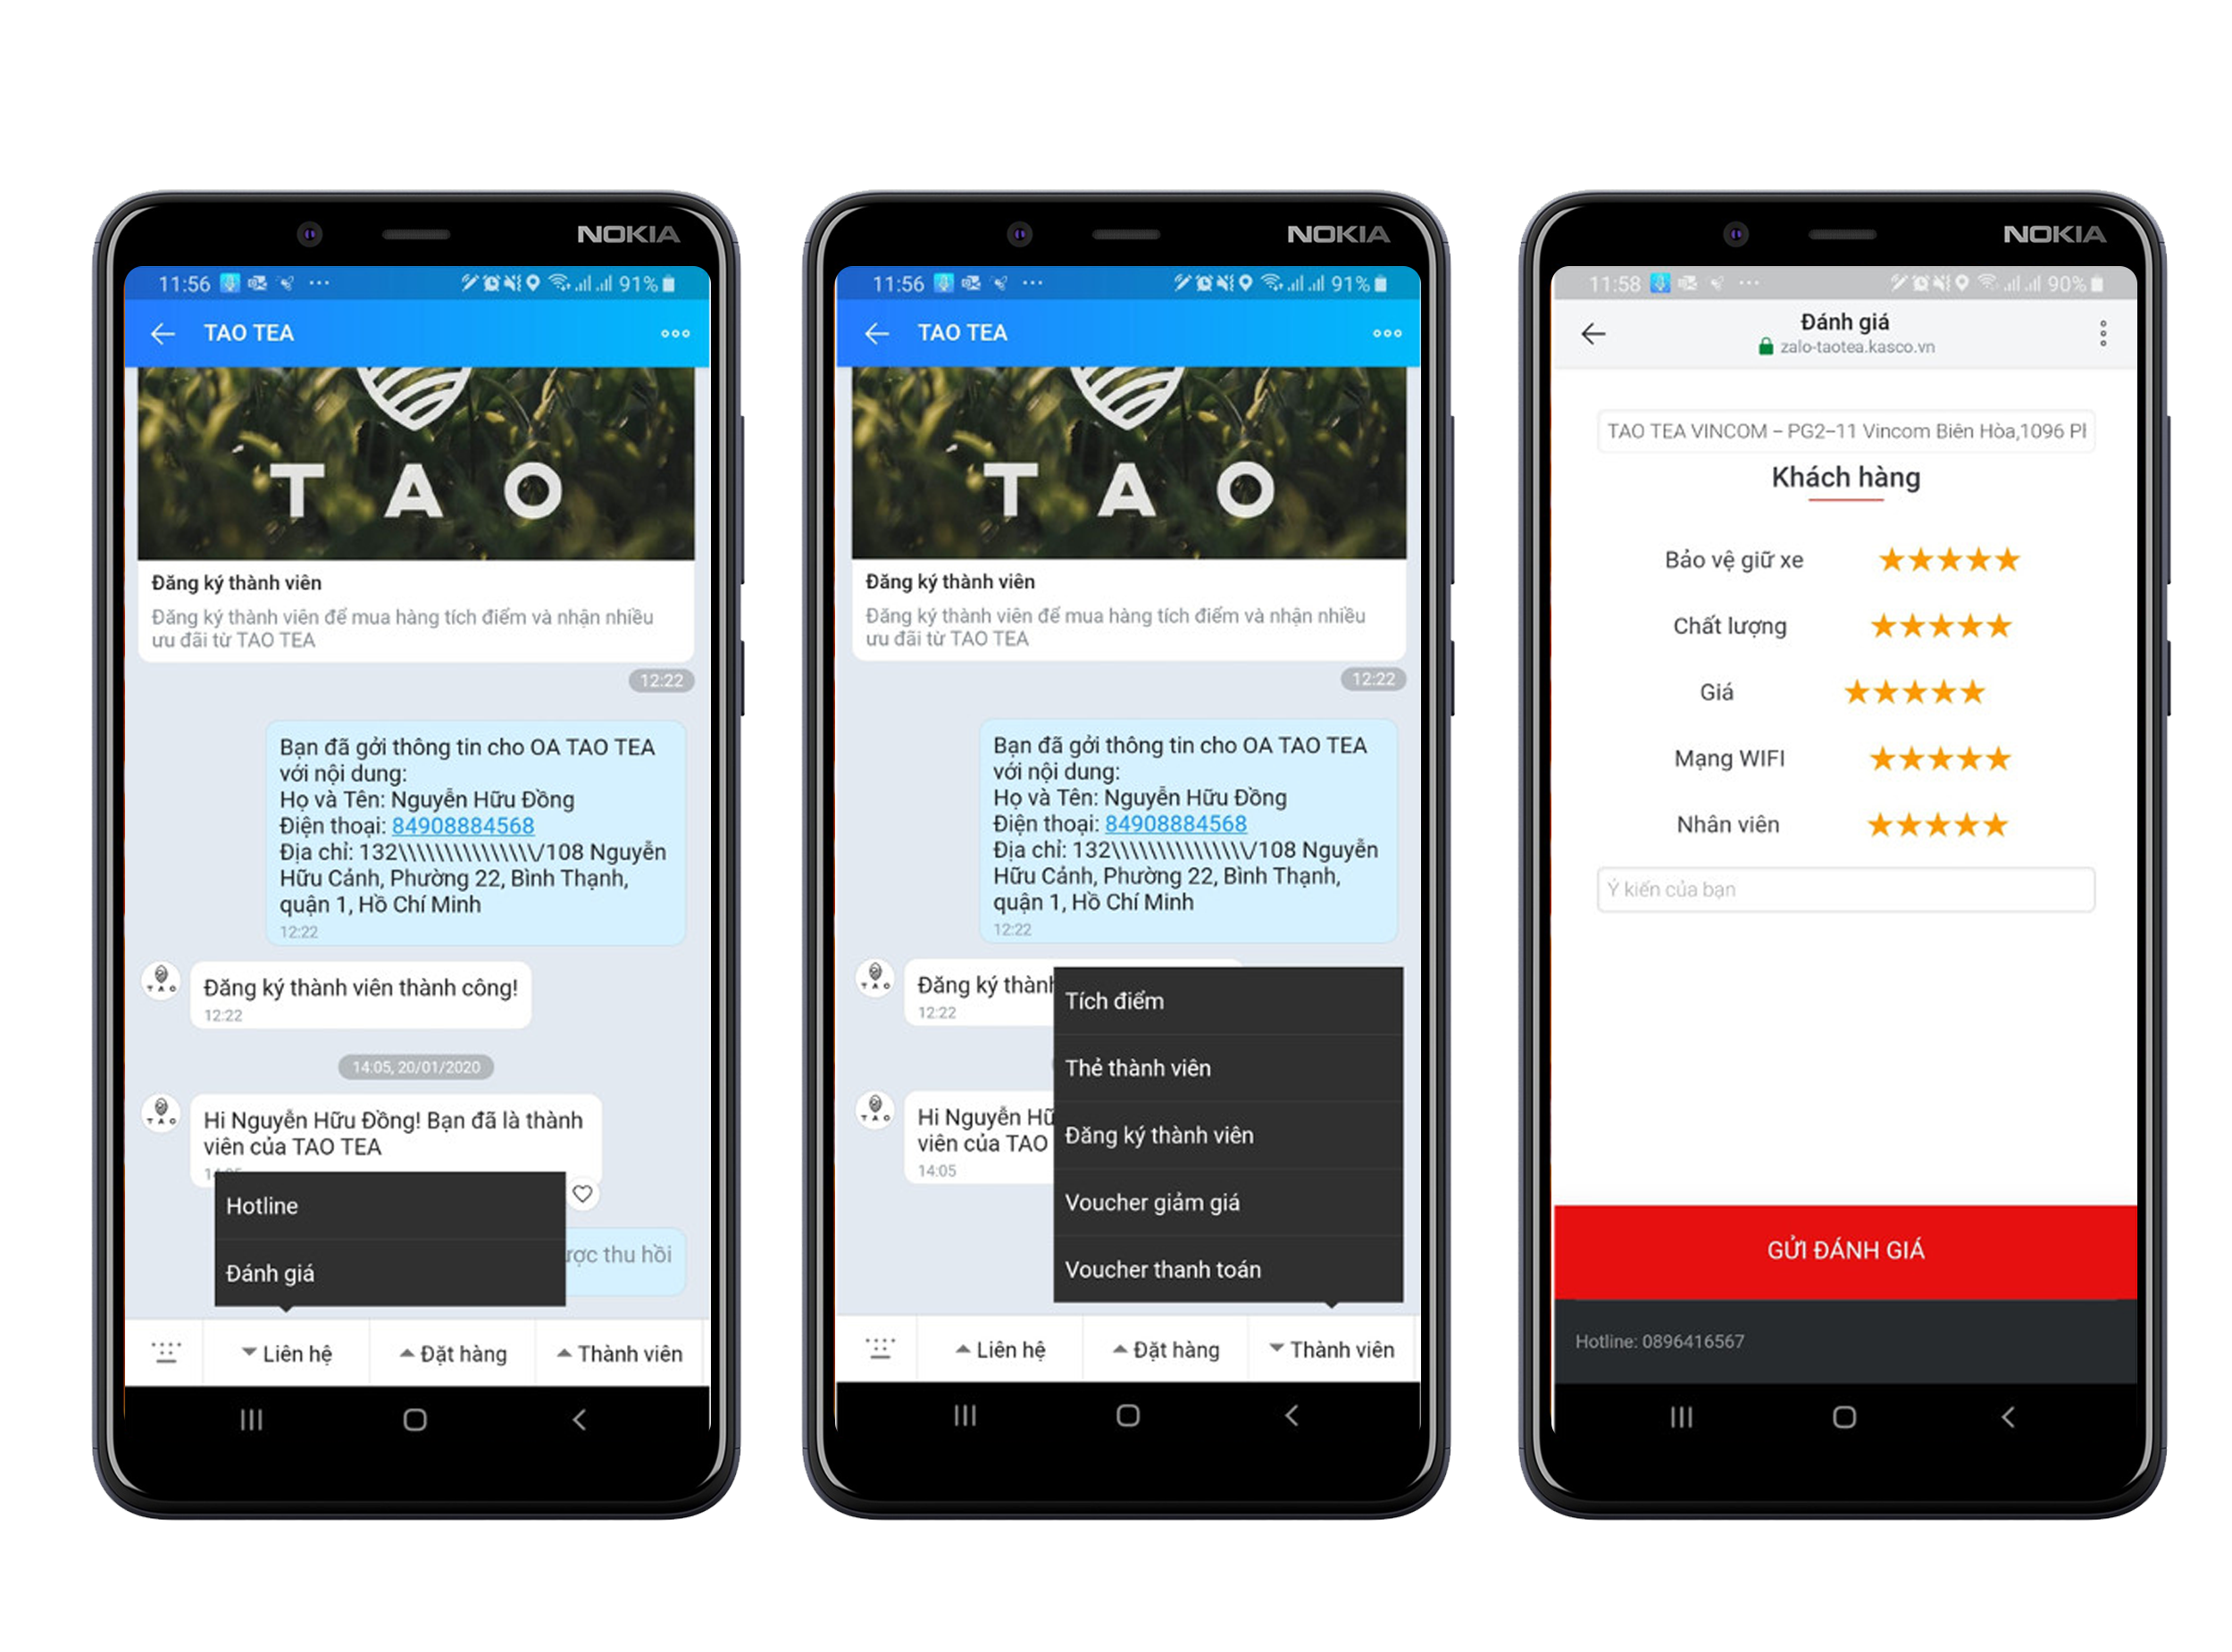 NOKIA
11:56
91%
TAO TEA
TAO
Đăng ký thành viên
Đăng ký thành viên để mua hàng tích điểm và nhận nhiều
ưu đãi từ TAO TEA
12:22
Bạn đã gởi thông tin cho OA TAO TEA
với nội dung:
Họ và Tên: Nguyễn Hữu Đồng
Điện thoại: 84908884568
Địa chỉ: 132\\\\\\\\\\\\\\\/108 Nguyễn
Hữu Cảnh, Phường 22, Bình Thạnh,
quận 1, Hồ Chí Minh
12:22
TAO
Đăng ký thành viên thành công!
12:22
14:05, 20/01/2020
TAO
Hi Nguyễn Hữu Đồng! Bạn đã là thành
viên của TAO TEA
Hotline
Đánh giá
thu hồi
Liên hệ
Đặt hàng
Thành viên
NOKIA
11:56
91%
TAO TEA
TAO
Đăng ký thành viên
Đăng ký thành viên để mua hàng tích điểm và nhận nhiều
ưu đãi từ TAO TEA
12:22
Bạn đã gởi thông tin cho OA TAO TEA
với nội dung:
Họ và Tên: Nguyễn Hữu Đồng
Điện thoại: 84908884568
Địa chỉ: 132\\\\\\\\\\\\\\\/108 Nguyễn
Hữu Cảnh, Phường 22, Bình Thạnh,
quận 1, Hồ Chí Minh
12:22
TAO
Đăng ký thành
12:22
TAO
Hi Nguyễn Hữ
viên của TAO
14:05
Tích điểm
Thẻ thành viên
Đăng ký thành viên
Voucher giảm giá
Voucher thanh toán
Liên hệ
Đặt hàng
Thành viên
NOKIA
11:58
90%
Đánh giá
zalo-taotea.kasco.vn
TAO TEA VINCOM – PG2–11 Vincom Biên Hòa,1096 Pl
Khách hàng
Bảo vệ giữ xe
Chất lượng
Giá
Mạng WIFI
Nhân viên
Ý kiến của bạn
GỬI ĐÁNH GIÁ
Hotline: 0896416567